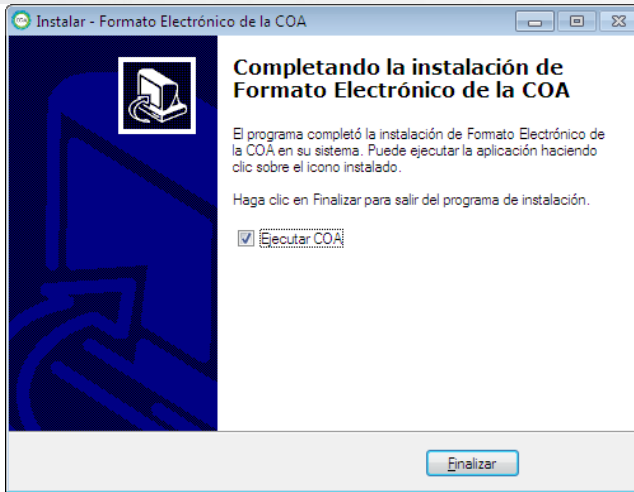 Instalar - Formato Electrónico de la COA
Completando la instalación de
Formato Electrónico de la COA
El programa completó la instalación de Formato Electrónico de
la COA en su sistema. Puede ejecutar la aplicación haciendo
clic sobre el icono instalado.
Haga clic en Finalizar para salir del programa de instalación.
Ejecutar COA
Finalizar